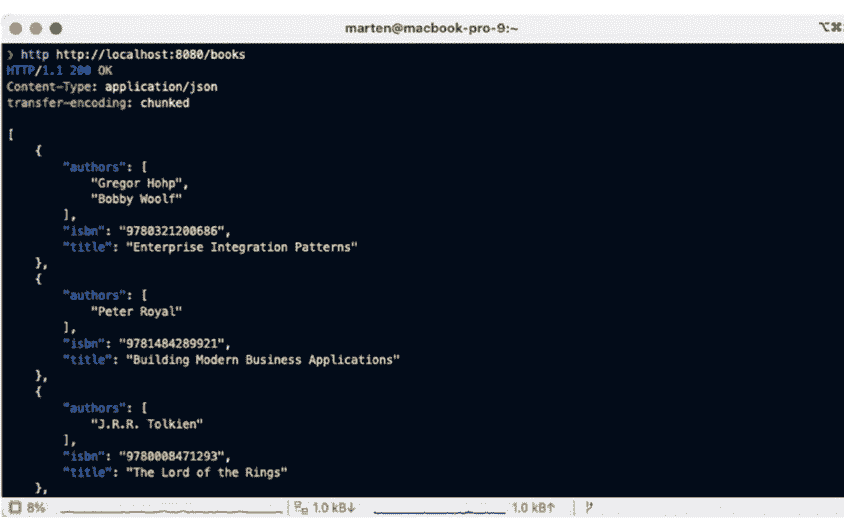 marten@macbook-pro-9:~
❯ http http://localhost:8080/books
HTTP/1.1 200 OK
Content-Type: application/json
transfer-encoding: chunked
[
{
"authors": [
"Gregor Hohp",
"Bobby Woolf"
],
"isbn": "9780321200686",
"title": "Enterprise Integration Patterns"
},
{
"authors": [
"Peter Royal"
],
"isbn": "9781484289921",
"title": "Building Modern Business Applications"
},
{
"authors": [
"J.R.R. Tolkien"
],
"isbn": "9780008471293",
"title": "The Lord of the Rings"
},
8% 1.0 kB↓ 1.0 kB↑